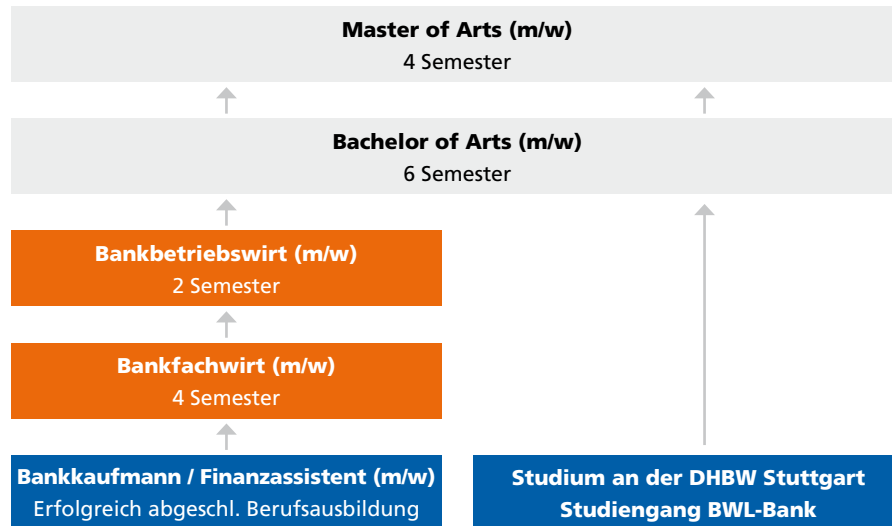 Master of Arts (m/w)
4 Semester
Bachelor of Arts (m/w)
6 Semester
Bankbetriebswirt (m/w)
2 Semester
Bankfachwirt (m/w)
4 Semester
Bankkaufmann / Finanzassistent (m/w)
Erfolgreich abgeschl. Berufsausbildung
Studium an der DHBW Stuttgart
Studiengang BWL-Bank